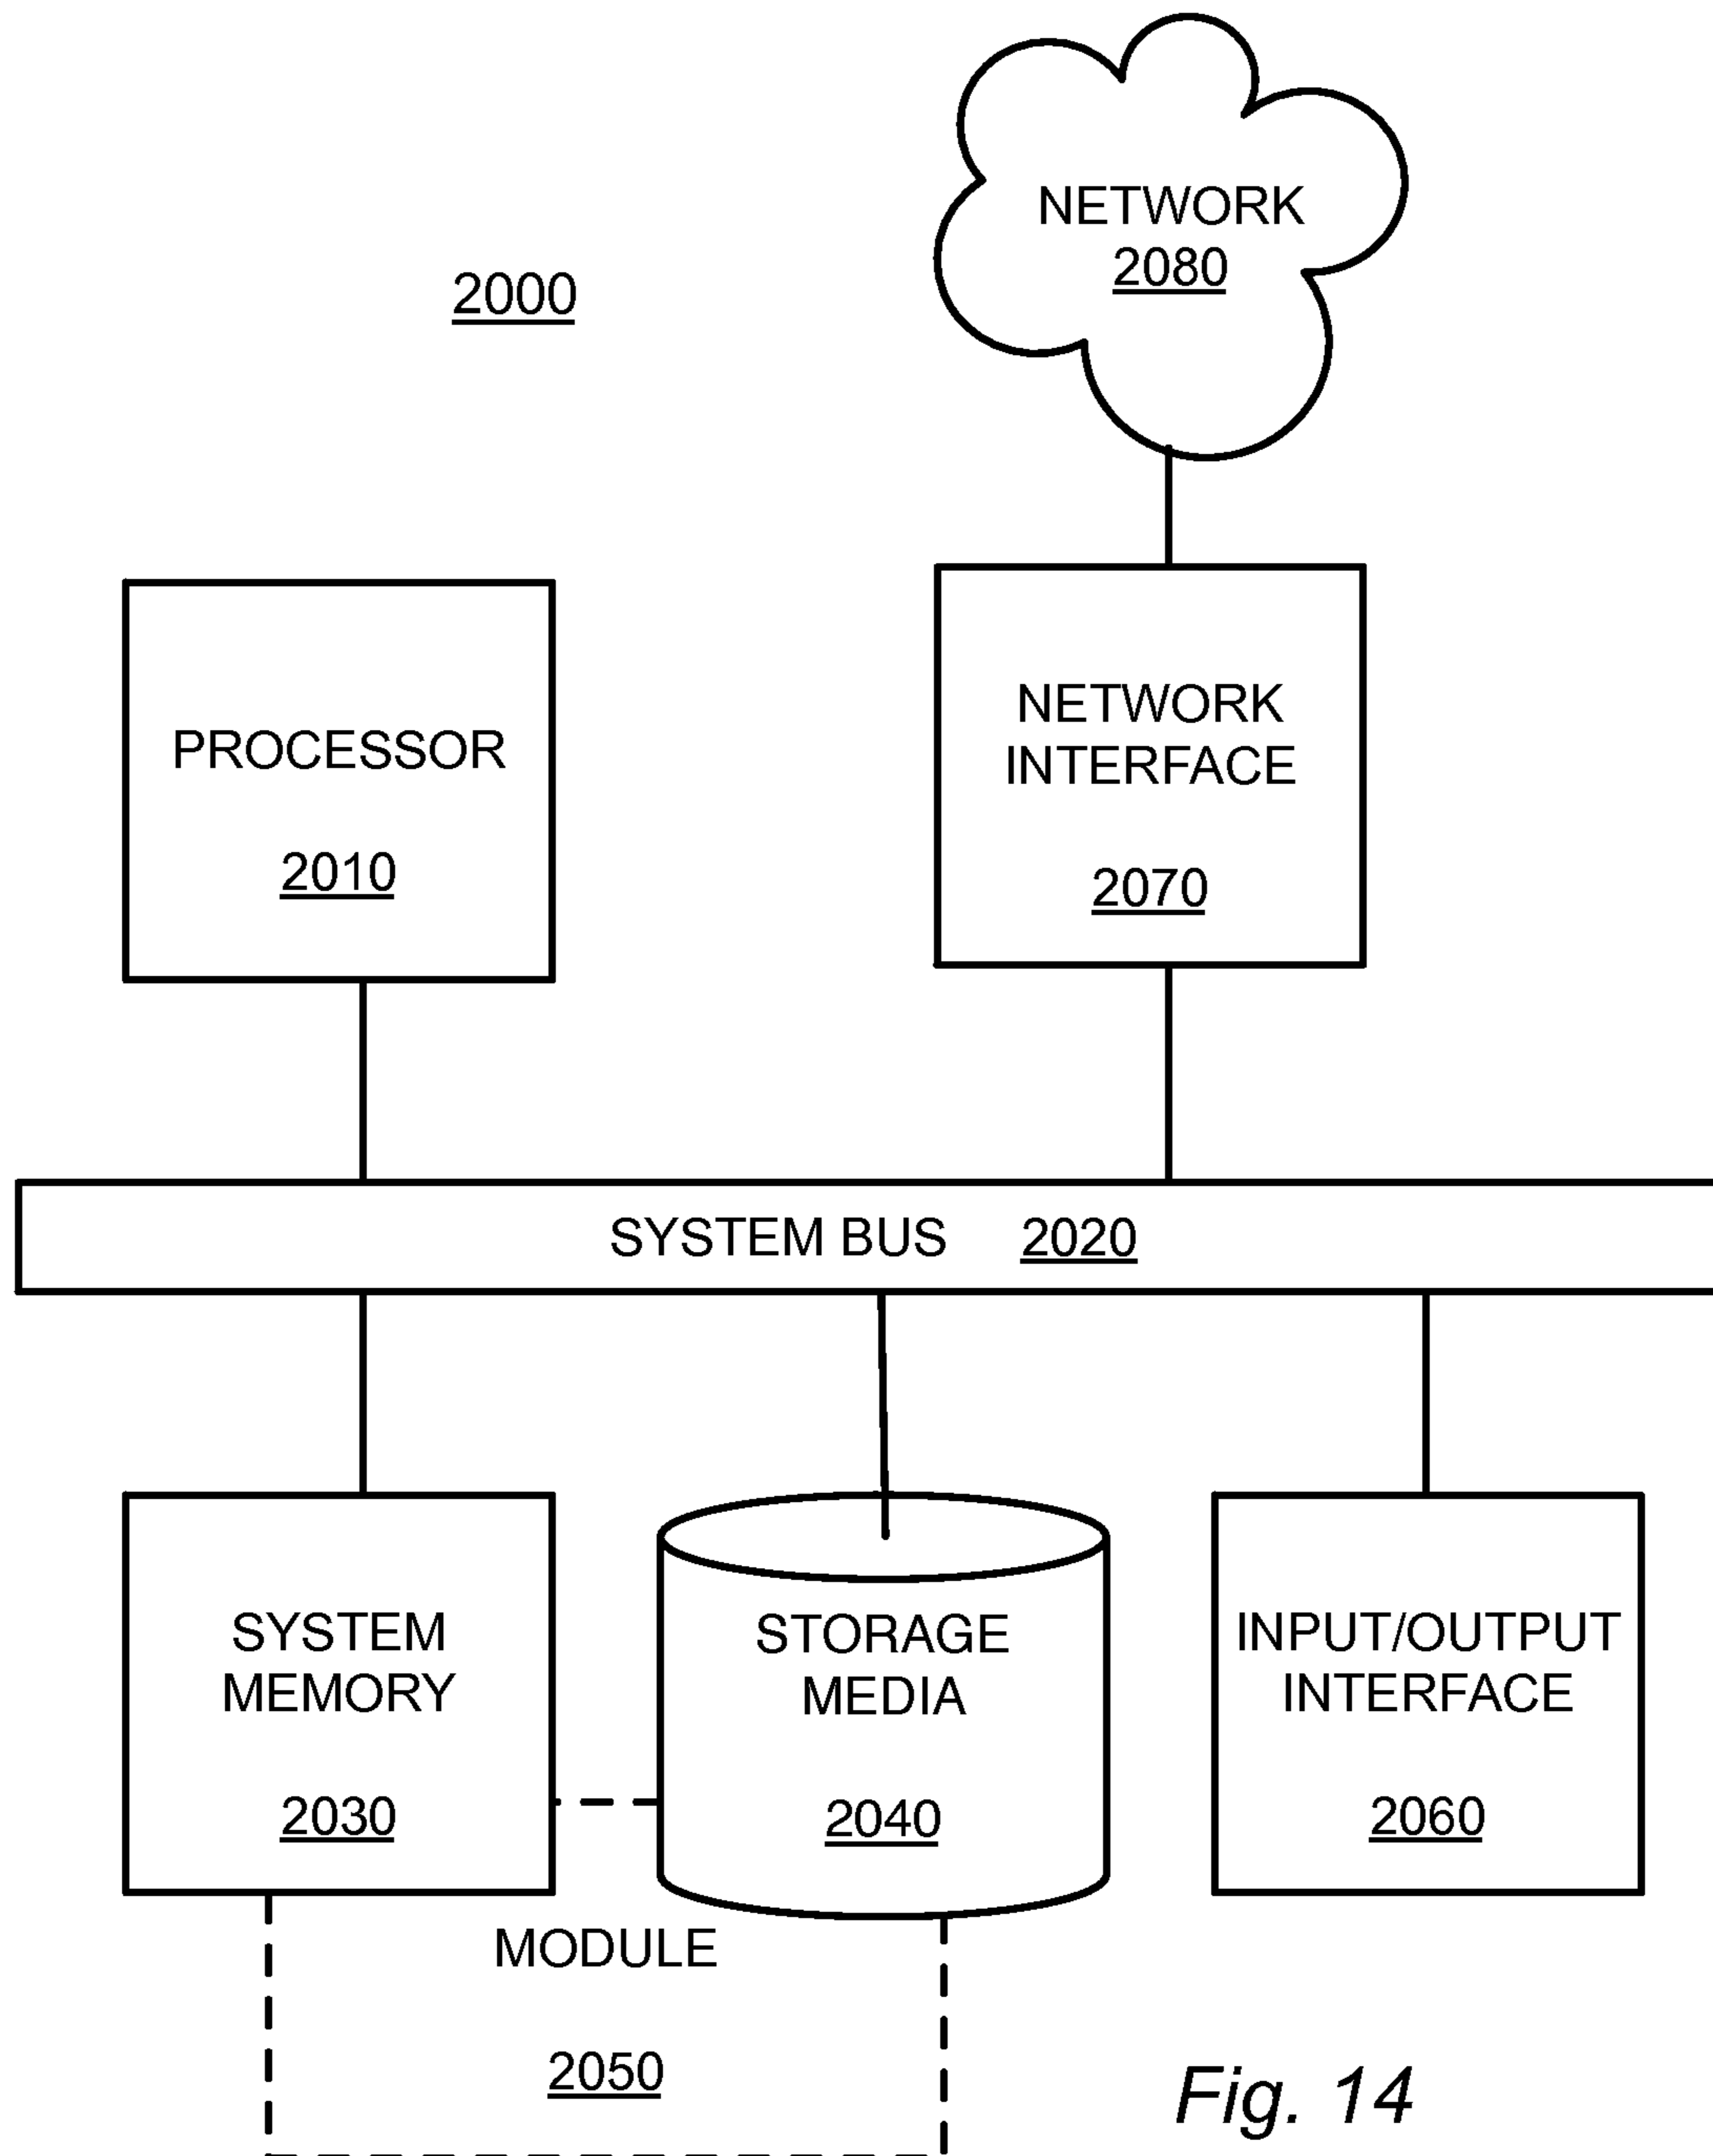 NETWORK
2080
2000
PROCESSOR
2010
NETWORK
INTERFACE
2070
SYSTEM BUS 2020
SYSTEM
MEMORY
2030
STORAGE
MEDIA
2040
INPUT/OUTPUT
INTERFACE
2060
MODULE
2050
Fig. 14